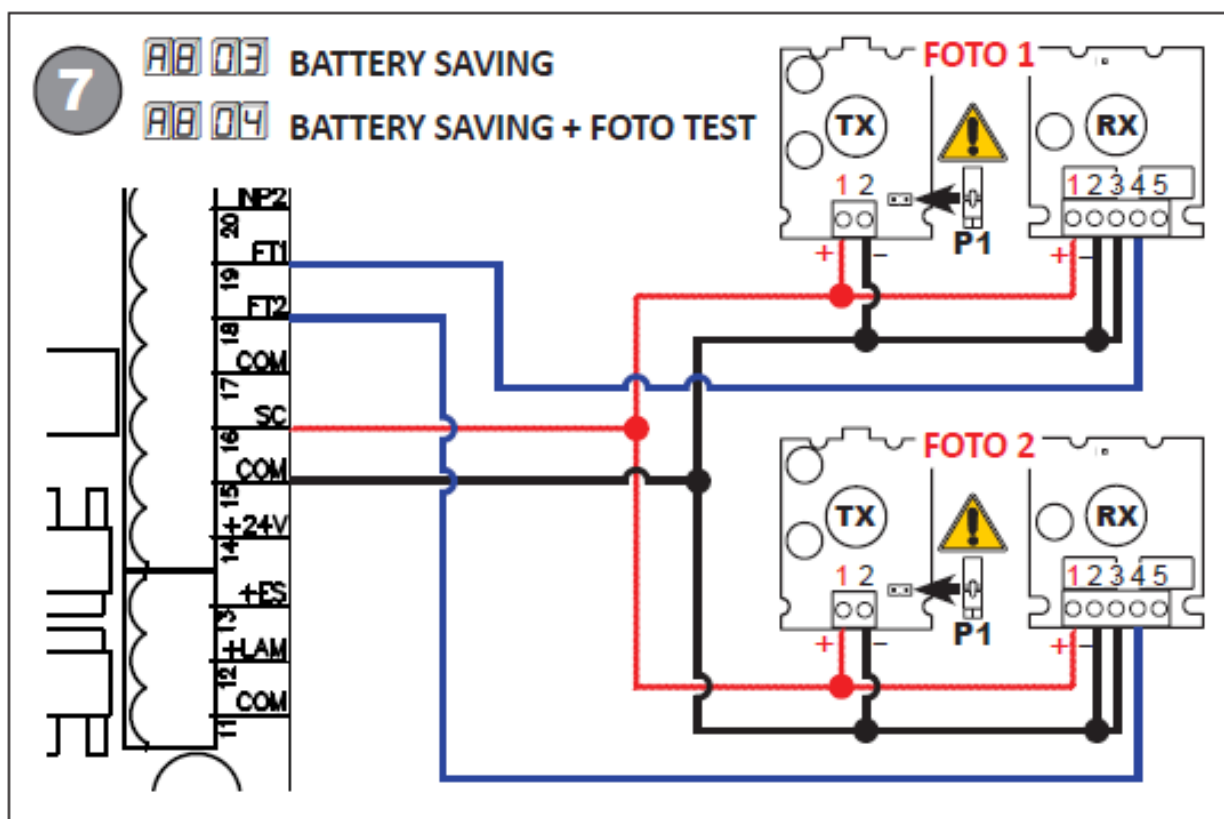 7
A8 03 BATTERY SAVING
A8 04 BATTERY SAVING + FOTO TEST
INP2
20
FT1
19
FT2
18
COM
17
SC
16
COM
15
+24V
14
+ES
13
+LAM
12
COM
11
FOTO 1
TX
RX
1 2
1 2 3 4 5
P1
+ −
+ −
FOTO 2
TX
RX
1 2
1 2 3 4 5
P1
+ −
+ −